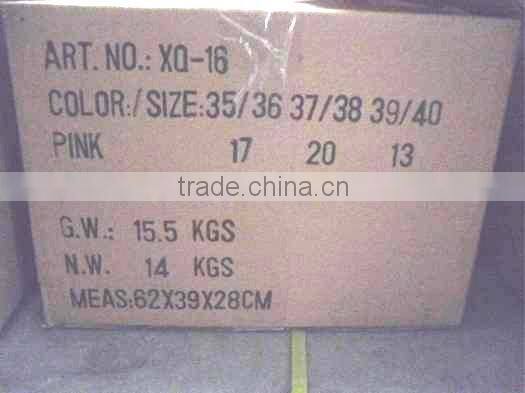 ART. NO.: XQ-16
COLOR:/SIZE:35/36 37/38 39/40
PINK 17 20 13
trade.china.cn
G.W.: 15.5 KGS
N.W. 14 KGS
MEAS:62X39X28CM